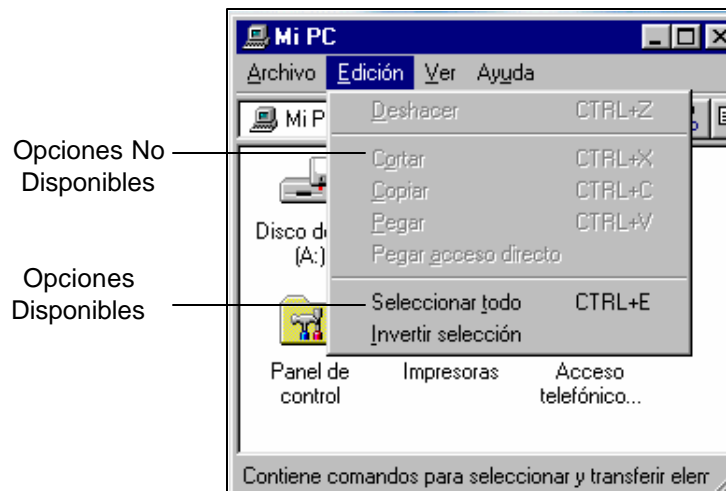 Mi PC
Archivo Edición Ver Ayuda
Mi P
Deshacer CTRL+Z
Cortar CTRL+X
Copiar CTRL+C
Pegar CTRL+V
Pegar acceso directo
Seleccionar todo CTRL+E
Invertir selección
Opciones No
Disponibles
Opciones
Disponibles
Disco d
(A:)
Panel de
control
Impresoras
Acceso
telefónico...
Contiene comandos para seleccionar y transferir elem